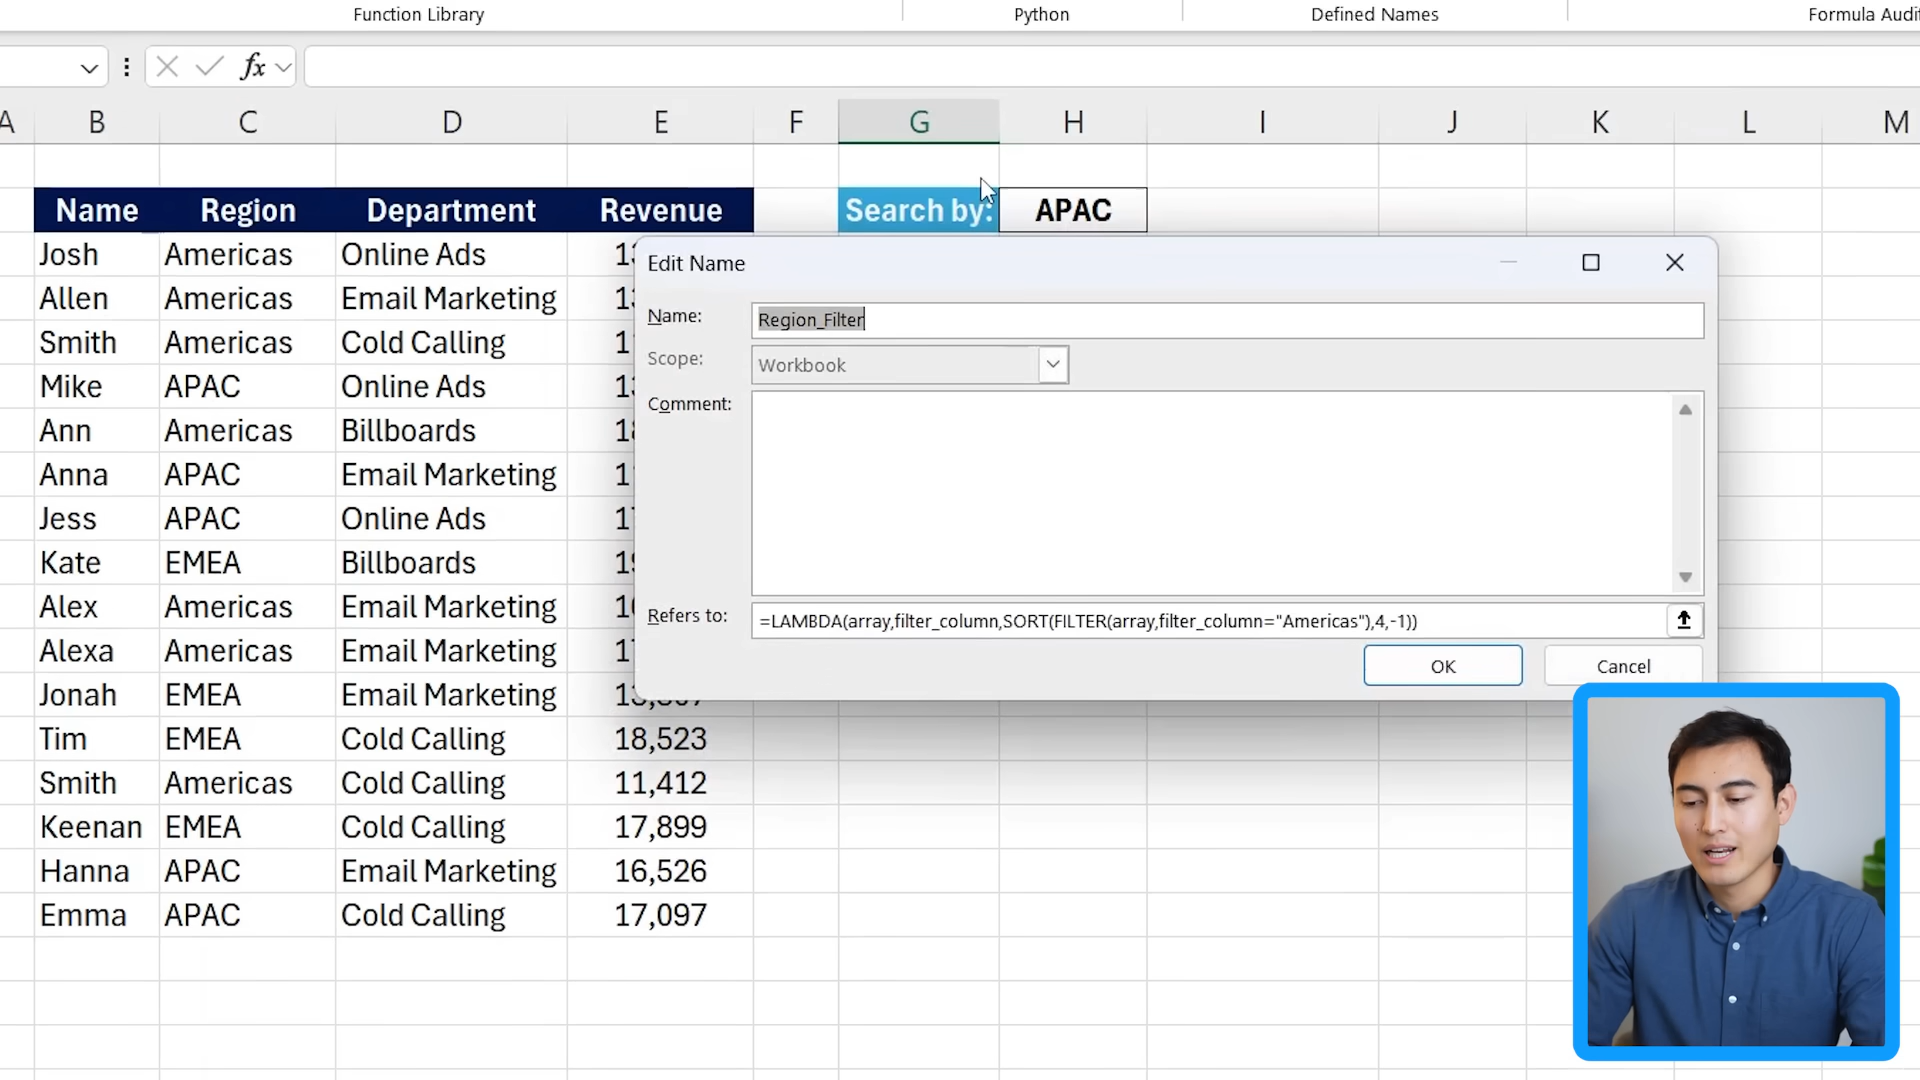 Function Library Python Defined Names
fx
A B C D E F G H I J K L M
Name Region Department Revenue Search by: APAC
Josh Americas Online Ads
Allen Americas Email Marketing
Smith Americas Cold Calling
Mike APAC Online Ads
Ann Americas Billboards
Anna APAC Email Marketing
Jess APAC Online Ads
Kate EMEA Billboards
Alex Americas Email Marketing
Alexa Americas Email Marketing
Jonah EMEA Email Marketing
Tim EMEA Cold Calling 18,523
Smith Americas Cold Calling 11,412
Keenan EMEA Cold Calling 17,899
Hanna APAC Email Marketing 16,526
Emma APAC Cold Calling 17,097
Edit Name
Name: Region_Filter
Scope: Workbook
Comment:
Refers to: =LAMBDA(array,filter_column,SORT(FILTER(array,filter_column="Americas"),4,-1))
OK Cancel